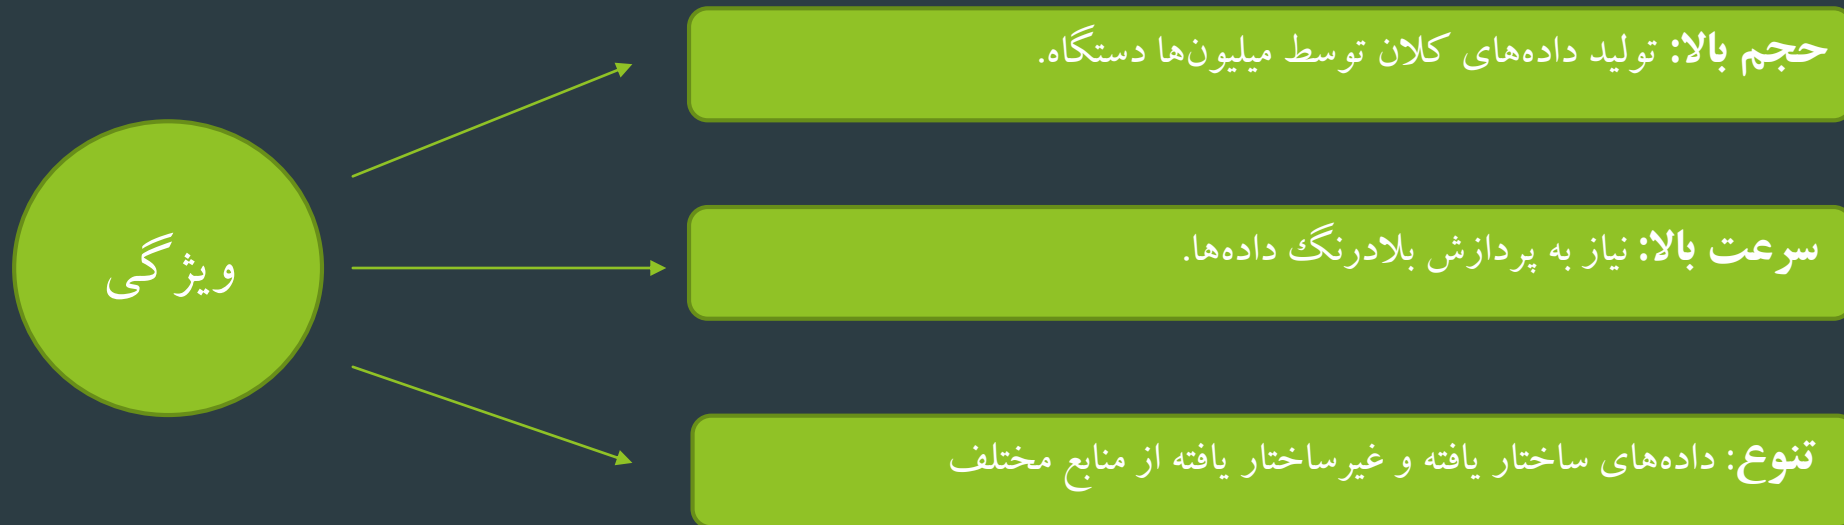 ویژگی
حجم بالا: تولید داده‌های کلان توسط میلیون‌ها دستگاه.
سرعت بالا: نیاز به پردازش بلادرنگ داده‌ها.
تنوع: داده‌های ساختار یافته و غیرساختار یافته از منابع مختلف